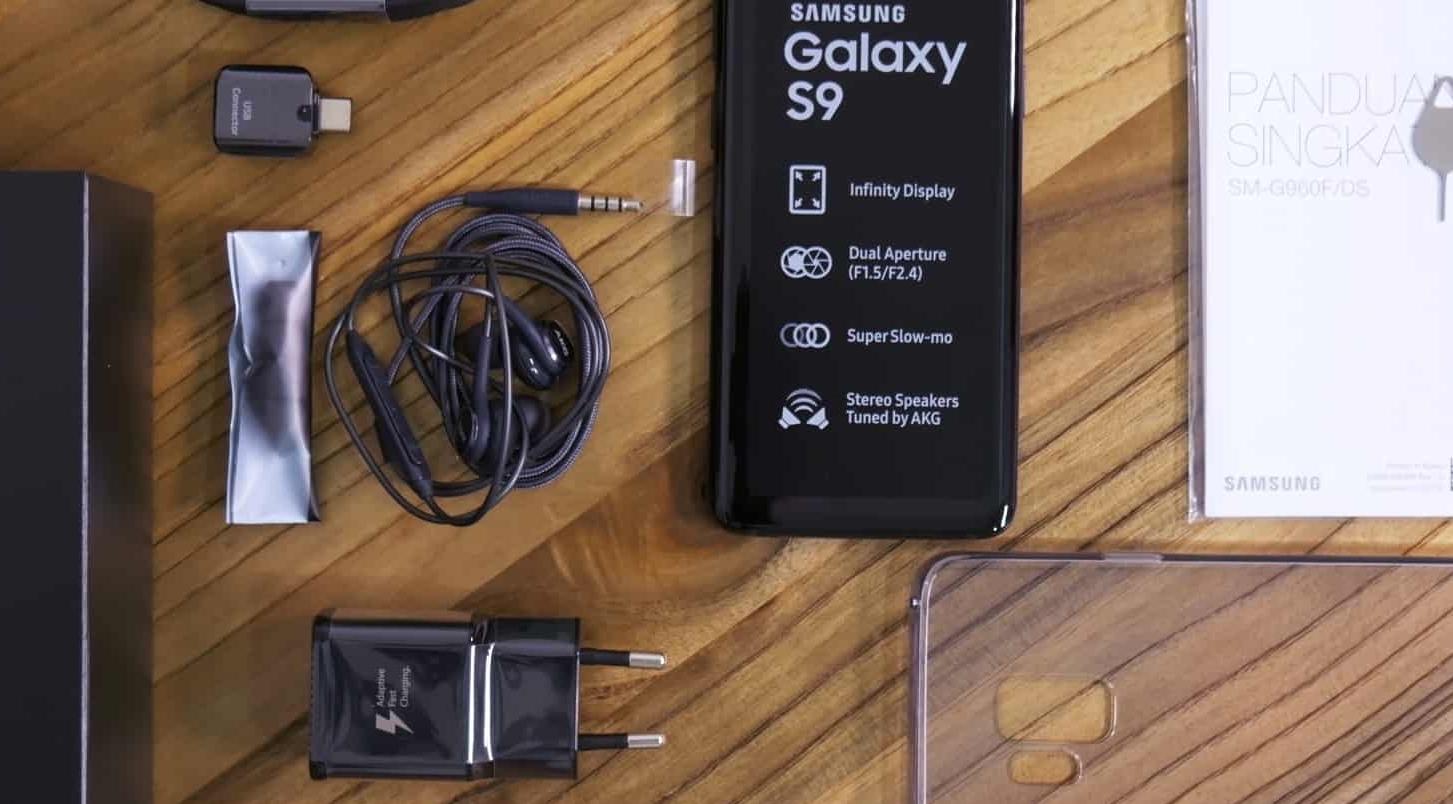 USB
Connector
SAMSUNG
Galaxy
S9
Infinity Display
Dual Aperture
(F1.5/F2.4)
Super Slow-mo
Stereo Speakers
Tuned by AKG
PANDUA
SINGKA
SM-G960F/DS
SAMSUNG
Adaptive
Fast
Charging